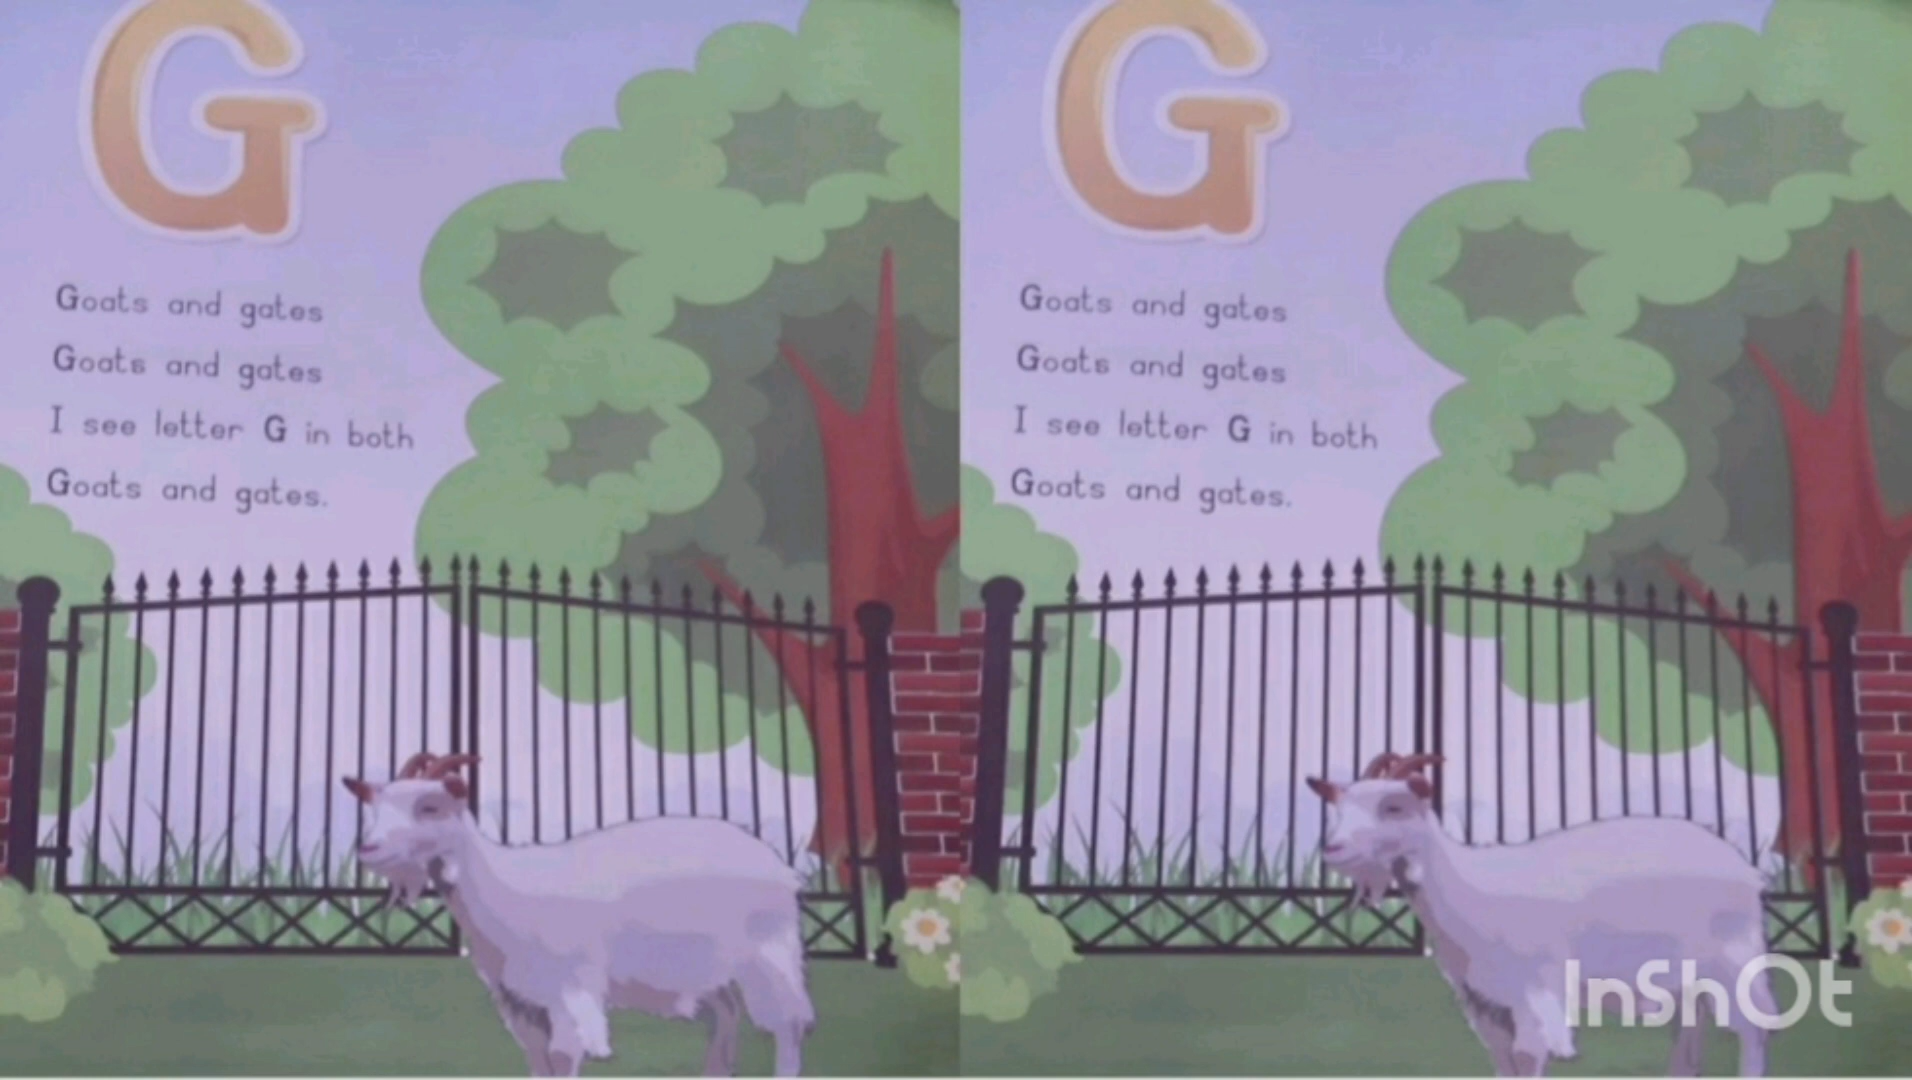 G
Goats and gates
Goats and gates
I see letter G in both
Goats and gates.
G
Goats and gates
Goats and gates
I see letter G in both
Goats and gates.
InShOt